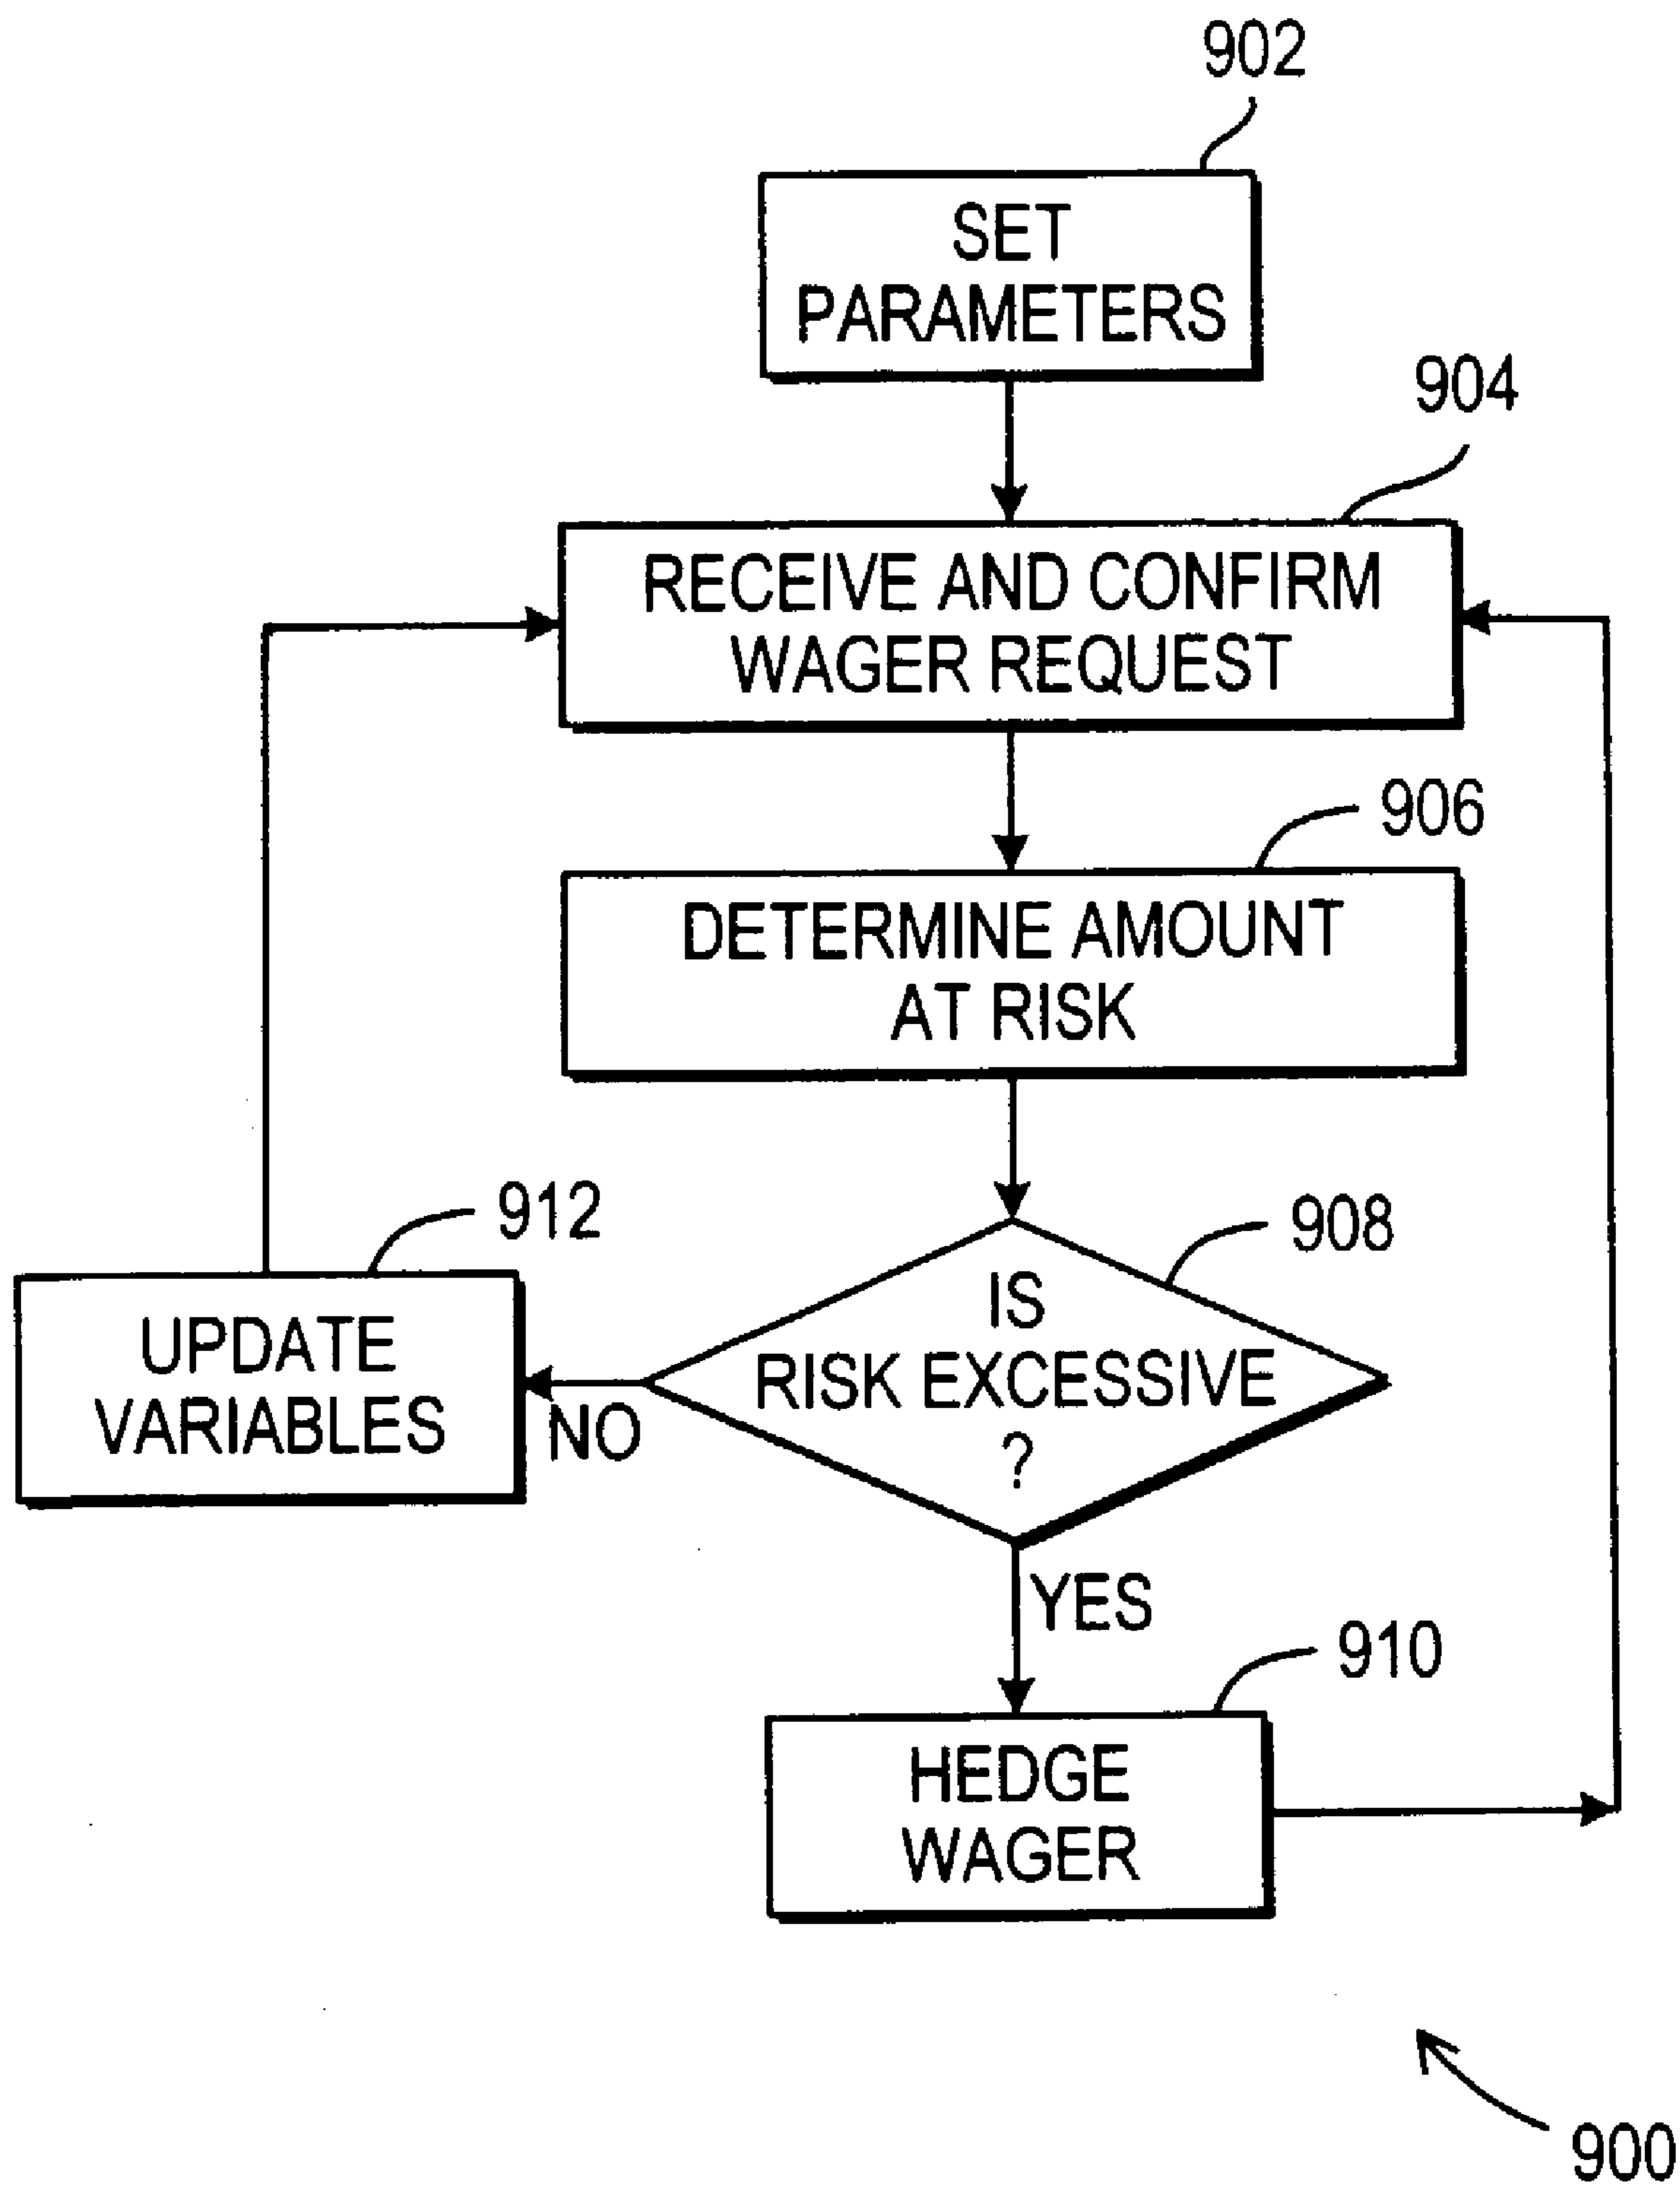 902
SET
PARAMETERS
904
RECEIVE AND CONFIRM
WAGER REQUEST
906
DETERMINE AMOUNT
AT RISK
912
908
UPDATE
VARIABLES
NO
IS
RISK EXCESSIVE
?
YES
910
HEDGE
WAGER
900